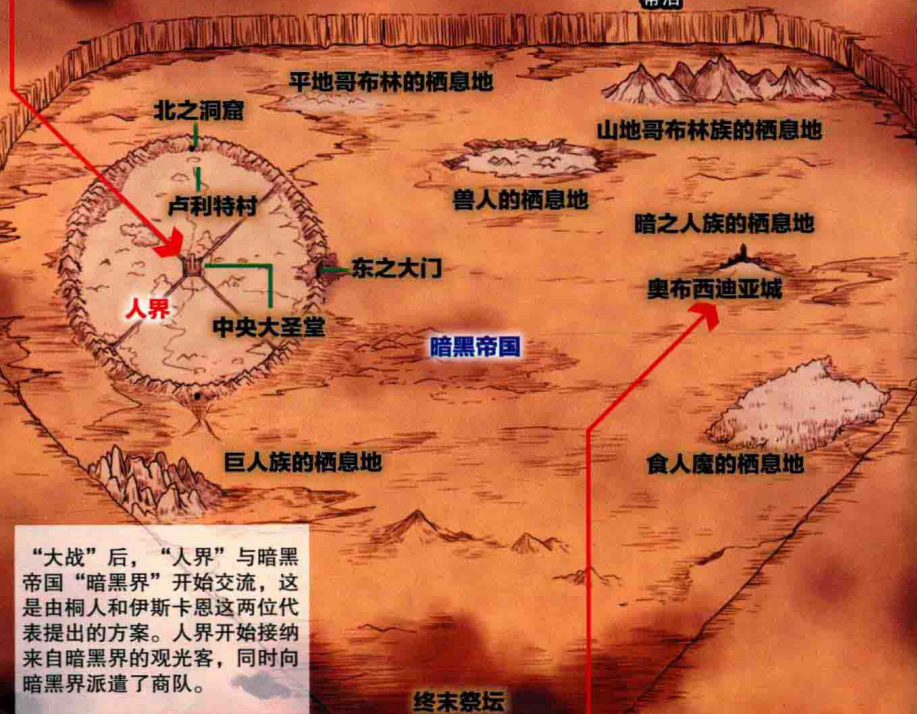 平地哥布林的栖息地
北之洞窟
山地哥布林族的栖息地
卢利特村
兽人的栖息地
暗之人族的栖息地
东之大门
奥布西迪亚城
人界
中央大圣堂
暗黑帝国
巨人族的栖息地
食人魔的栖息地
“大战”后，“人界”与暗黑
帝国“暗黑界”开始交流，这
是由桐人和伊斯卡恩这两位代
表提出的方案。人界开始接纳
来自暗黑界的观光客，同时向
暗黑界派遣了商队。
终末祭坛